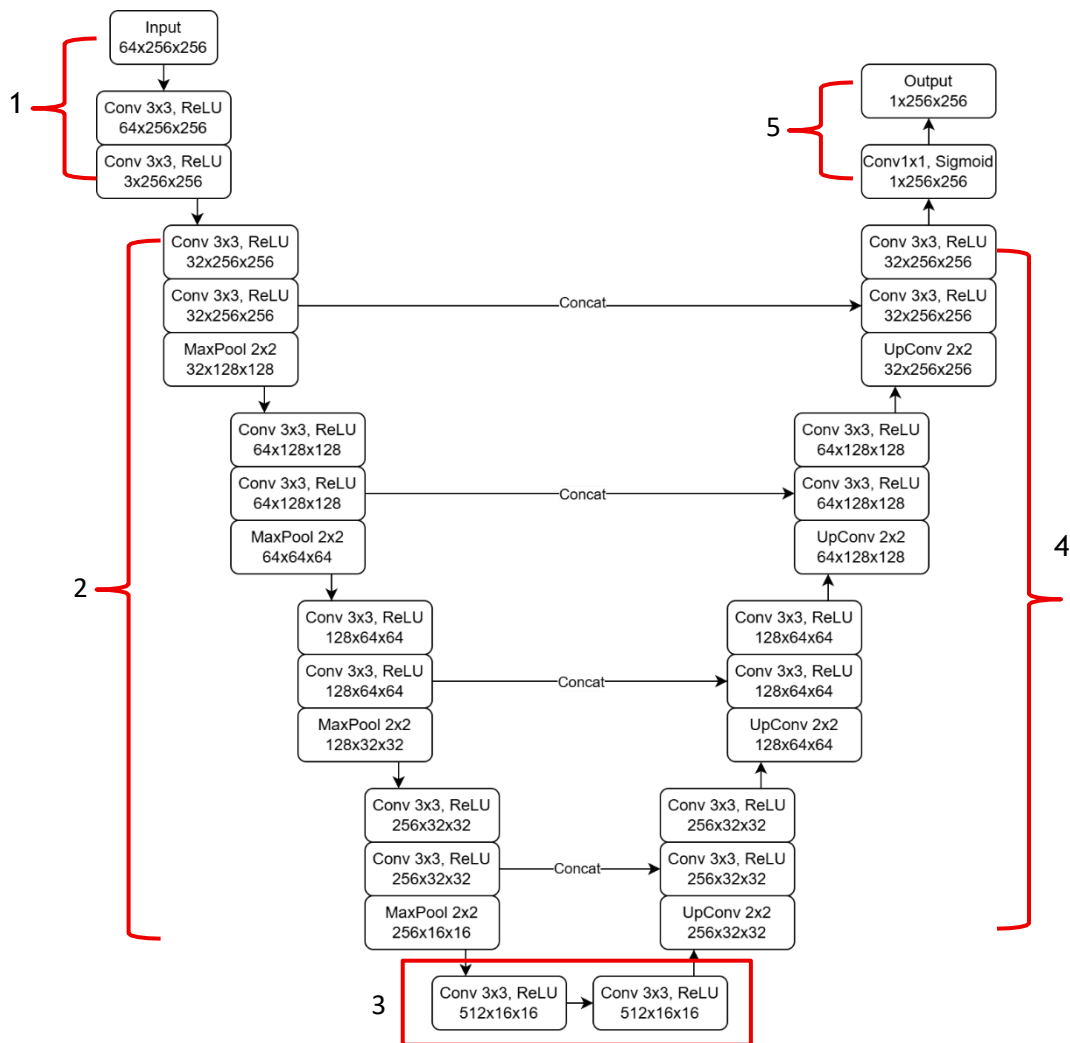 Input
64x256x256
1
Conv 3x3, ReLU
64x256x256
Conv 3x3, ReLU
3x256x256
2
Conv 3x3, ReLU
32x256x256
Conv 3x3, ReLU
32x256x256
MaxPool 2x2
32x128x128
Conv 3x3, ReLU
64x128x128
Conv 3x3, ReLU
64x128x128
MaxPool 2x2
64x64x64
Conv 3x3, ReLU
128x64x64
Conv 3x3, ReLU
128x64x64
MaxPool 2x2
128x32x32
Conv 3x3, ReLU
256x32x32
Conv 3x3, ReLU
256x32x32
MaxPool 2x2
256x16x16
3
Conv 3x3, ReLU
512x16x16
Conv 3x3, ReLU
512x16x16
Concat
Concat
Concat
Concat
5
Output
1x256x256
Conv1x1, Sigmoid
1x256x256
4
Conv 3x3, ReLU
32x256x256
Conv 3x3, ReLU
32x256x256
UpConv 2x2
32x256x256
Conv 3x3, ReLU
64x128x128
Conv 3x3, ReLU
64x128x128
UpConv 2x2
64x128x128
Conv 3x3, ReLU
128x64x64
Conv 3x3, ReLU
128x64x64
UpConv 2x2
128x64x64
Conv 3x3, ReLU
256x32x32
Conv 3x3, ReLU
256x32x32
UpConv 2x2
256x32x32